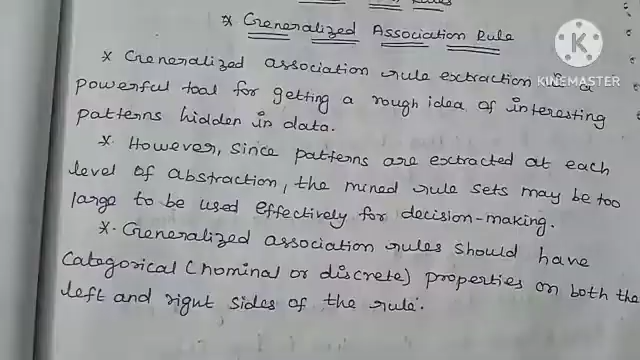 Rules
* Generalized Association Rule
* Generalized association rule extraction is a
powerful tool for getting a rough idea of interesting
patterns hidden in data.
*. However, since patterns are extracted at each
level of abstraction, the mined rule sets may be too
large to be used effectively for decision-making.
*. Generalized association rules should have
Categorical (nominal or discrete) properties on both the
left and right sides of the rule.
KINEMASTER